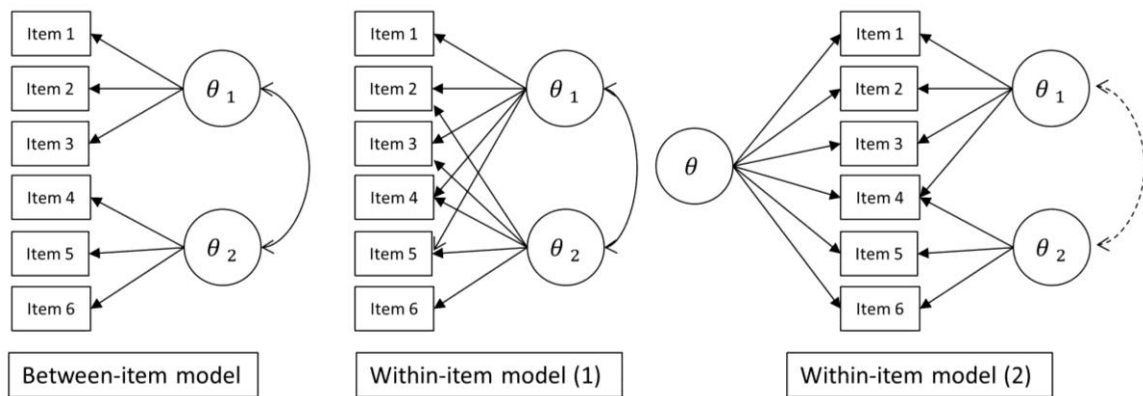 Item 1
Item 2
Item 3
Item 4
Item 5
Item 6
θ 1
θ 2
Between-item model
Item 1
Item 2
Item 3
Item 4
Item 5
Item 6
θ 1
θ 2
Within-item model (1)
θ
Item 1
Item 2
Item 3
Item 4
Item 5
Item 6
θ 1
θ 2
Within-item model (2)